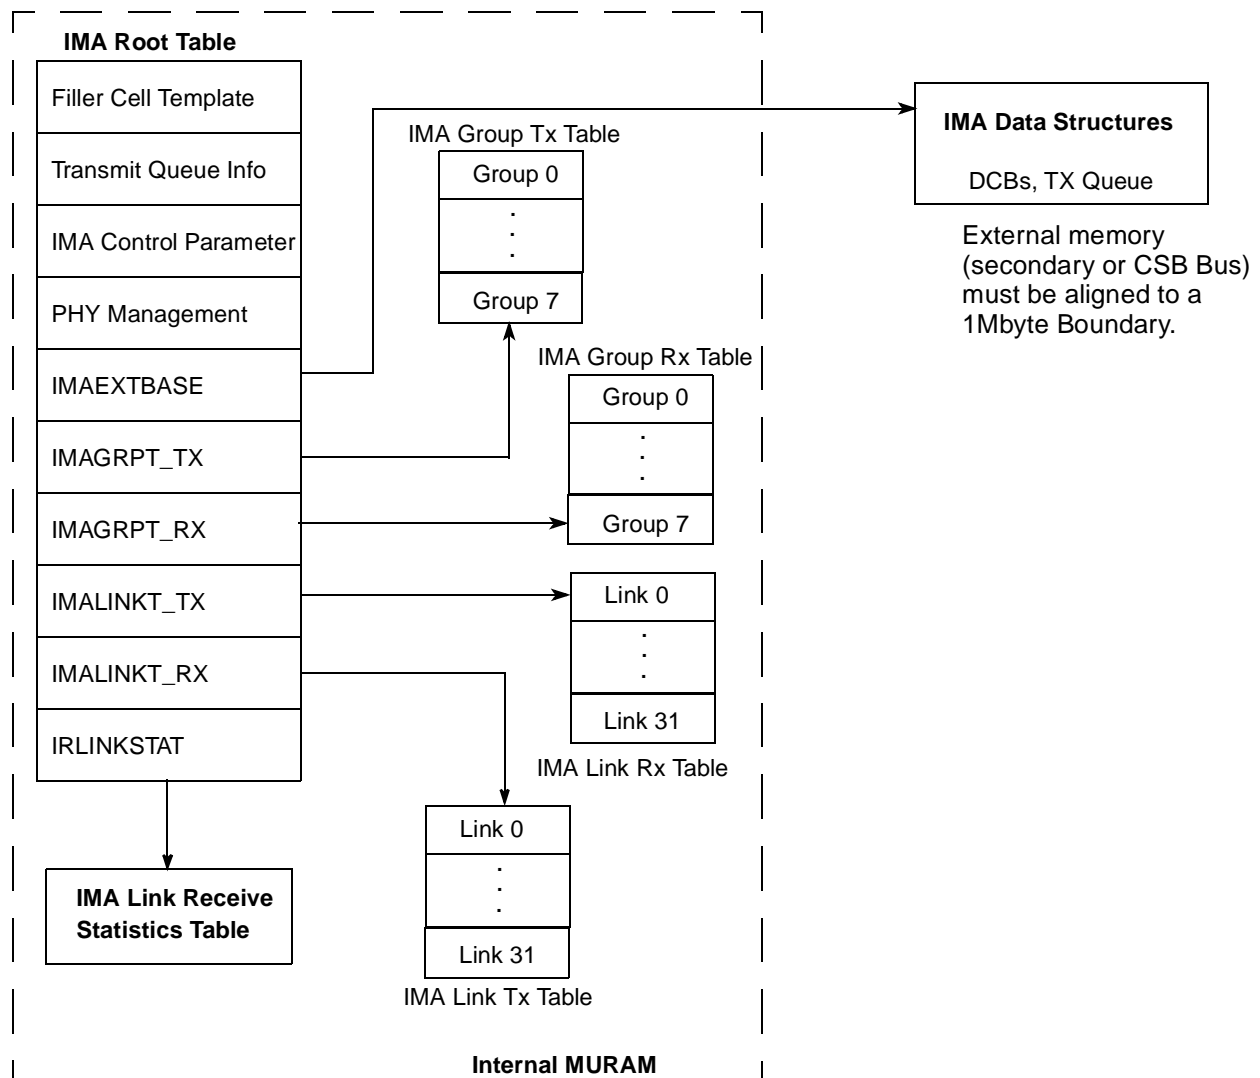 IMA Root Table
Filler Cell Template
Transmit Queue Info
IMA Control Parameter
PHY Management
IMAEXTBASE
IMAGRPT_TX
IMAGRPT_RX
IMALINKT_TX
IMALINKT_RX
IRLINKSTAT
IMA Link Receive
Statistics Table
IMA Group Tx Table
Group 0
Group 7
IMA Group Rx Table
Group 0
Group 7
Link 0
Link 31
IMA Link Rx Table
Link 0
Link 31
IMA Link Tx Table
Internal MURAM
IMA Data Structures
DCBs, TX Queue
External memory
(secondary or CSB Bus)
must be aligned to a
1Mbyte Boundary.